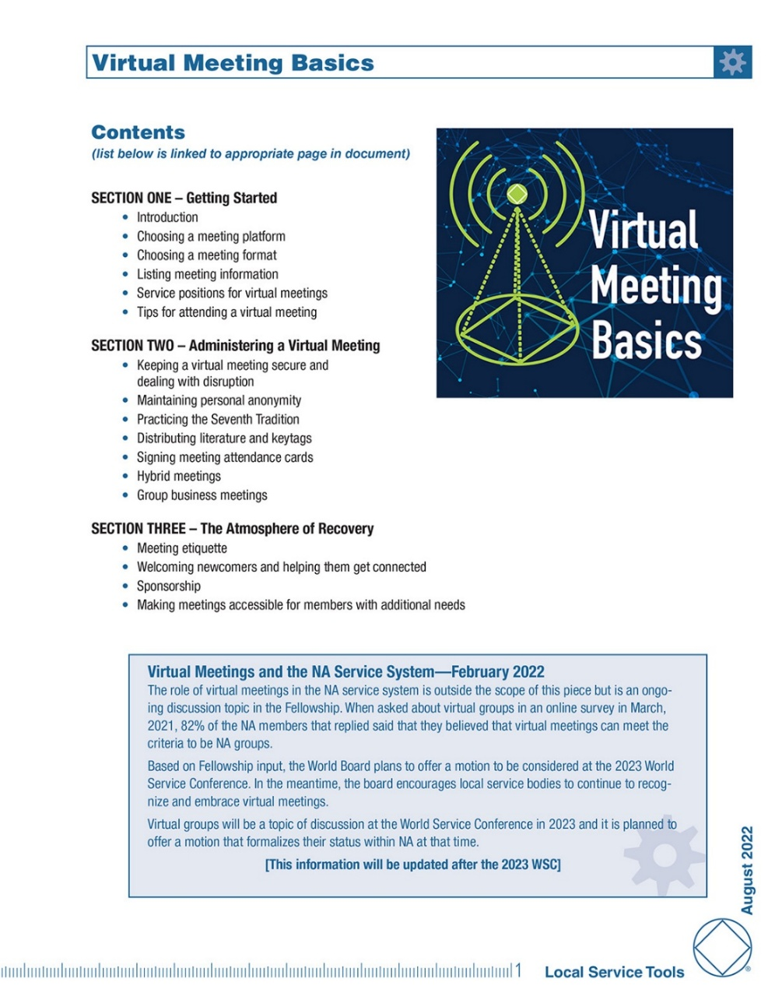 Virtual Meeting Basics
Contents
(list below is linked to appropriate page in document)
SECTION ONE – Getting Started
• Introduction
• Choosing a meeting platform
• Choosing a meeting format
• Listing meeting information
• Service positions for virtual meetings
• Tips for attending a virtual meeting
SECTION TWO – Administering a Virtual Meeting
• Keeping a virtual meeting secure and
dealing with disruption
• Maintaining personal anonymity
• Practicing the Seventh Tradition
• Distributing literature and keytags
• Signing meeting attendance cards
• Hybrid meetings
• Group business meetings
SECTION THREE – The Atmosphere of Recovery
• Meeting etiquette
• Welcoming newcomers and helping them get connected
• Sponsorship
• Making meetings accessible for members with additional needs
Virtual
Meeting
Basics
Virtual Meetings and the NA Service System—February 2022
The role of virtual meetings in the NA service system is outside the scope of this piece but is an ongo-
ing discussion topic in the Fellowship. When asked about virtual groups in an online survey in March,
2021, 82% of the NA members that replied said that they believed that virtual meetings can meet the
criteria to be NA groups.
Based on Fellowship input, the World Board plans to offer a motion to be considered at the 2023 World
Service Conference. In the meantime, the board encourages local service bodies to continue to recog-
nize and embrace virtual meetings.
Virtual groups will be a topic of discussion at the World Service Conference in 2023 and it is planned to
offer a motion that formalizes their status within NA at that time.
[This information will be updated after the 2023 WSC]
August 2022
1
Local Service Tools
®